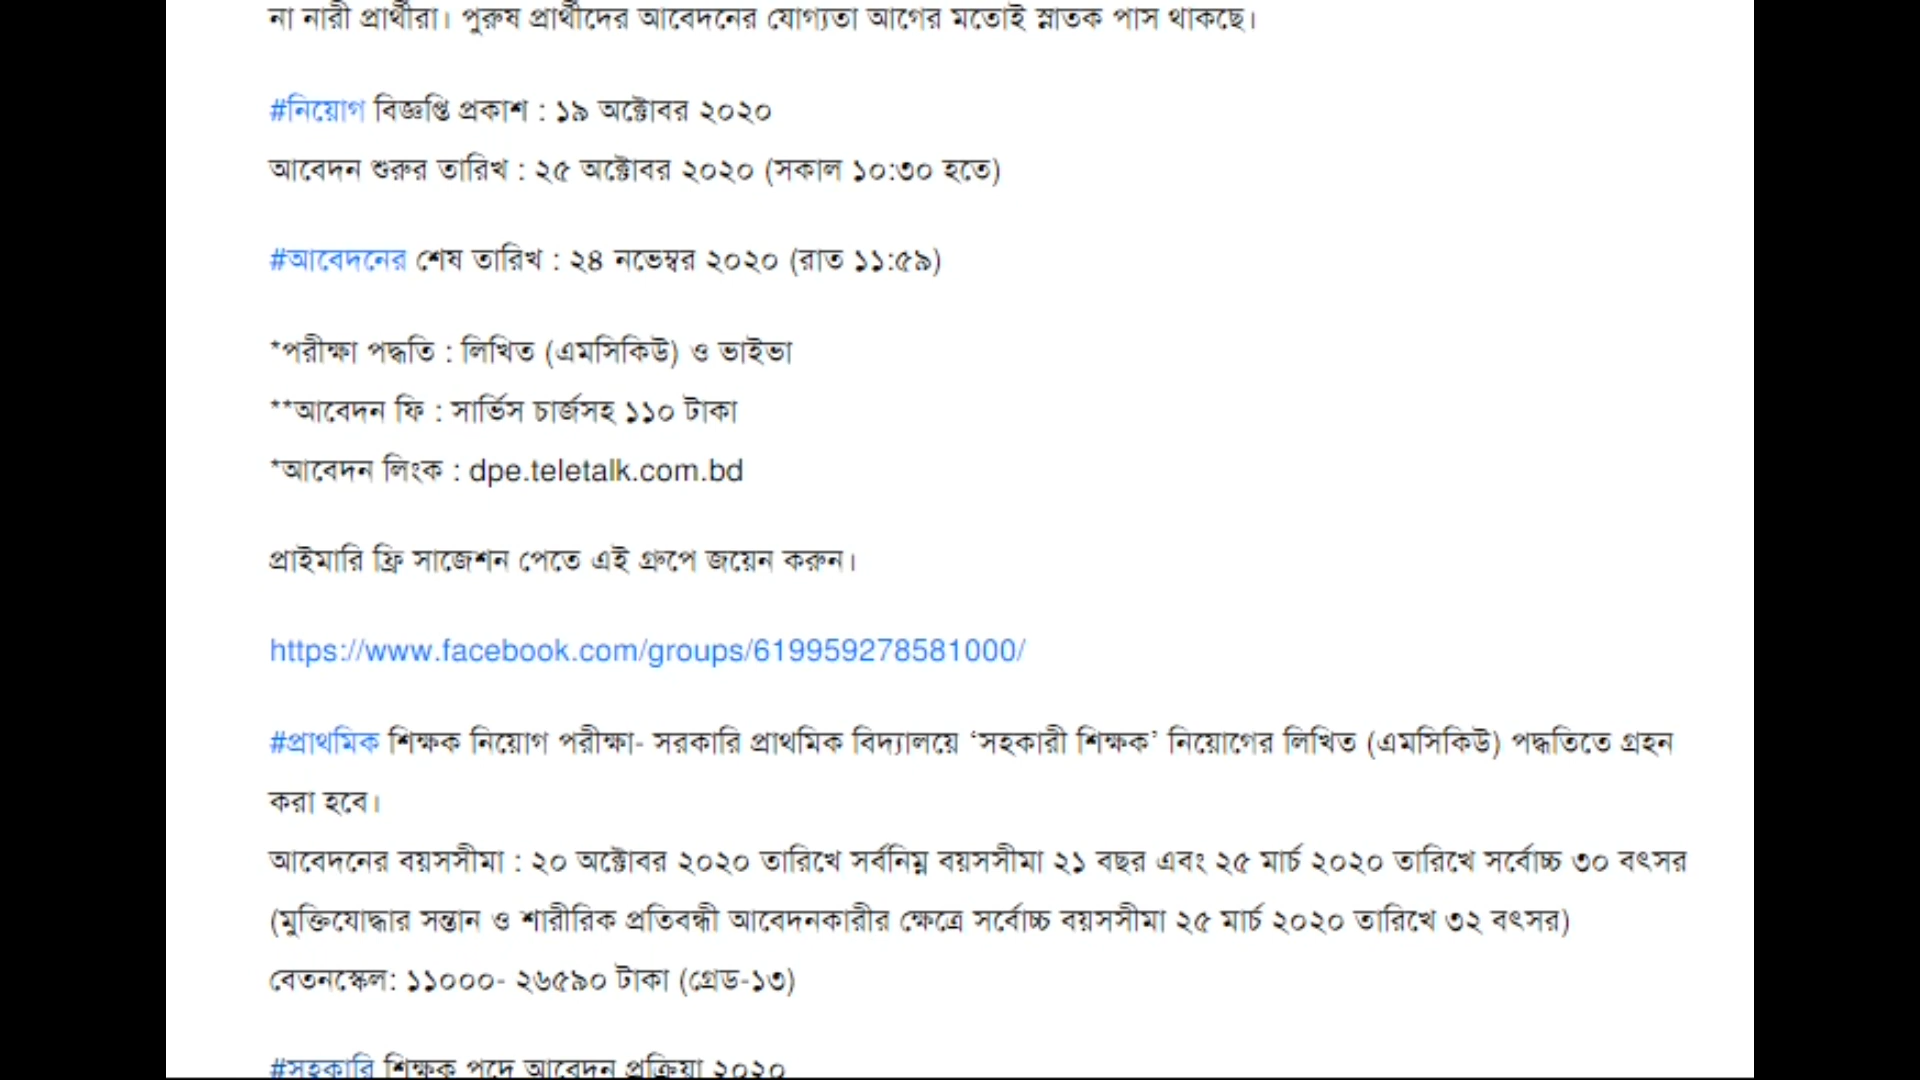 না নারী প্রার্থীরা। পুরুষ প্রার্থীদের আবেদনের যোগ্যতা আগের মতোই স্নাতক পাস থাকছে।
#নিয়োগ বিজ্ঞপ্তি প্রকাশ : ১৯ অক্টোবর ২০২০
আবেদন শুরুর তারিখ : ২৫ অক্টোবর ২০২০ (সকাল ১০:৩০ হতে)
#আবেদনের শেষ তারিখ : ২৪ নভেম্বর ২০২০ (রাত ১১:৫৯)
*পরীক্ষা পদ্ধতি : লিখিত (এমসিকিউ) ও ভাইভা
**আবেদন ফি : সার্ভিস চার্জসহ ১১০ টাকা
*আবেদন লিংক : dpe.teletalk.com.bd
প্রাইমারি ফ্রি সাজেশন পেতে এই গ্রুপে জয়েন করুন।
https://www.facebook.com/groups/619959278581000/
#প্রাথমিক শিক্ষক নিয়োগ পরীক্ষা- সরকারি প্রাথমিক বিদ্যালয়ে ‘সহকারী শিক্ষক’ নিয়োগের লিখিত (এমসিকিউ) পদ্ধতিতে গ্রহন
করা হবে।
আবেদনের বয়সসীমা : ২০ অক্টোবর ২০২০ তারিখে সর্বনিম্ন বয়সসীমা ২১ বছর এবং ২৫ মার্চ ২০২০ তারিখে সর্বোচ্চ ৩০ বৎসর
(মুক্তিযোদ্ধার সন্তান ও শারীরিক প্রতিবন্ধী আবেদনকারীর ক্ষেত্রে সর্বোচ্চ বয়সসীমা ২৫ মার্চ ২০২০ তারিখে ৩২ বৎসর)
বেতনস্কেল: ১১০০০- ২৬৫৯০ টাকা (গ্রেড-১৩)
#সহকারি শিক্ষক পদে আবেদন প্রক্রিয়া ২০২০